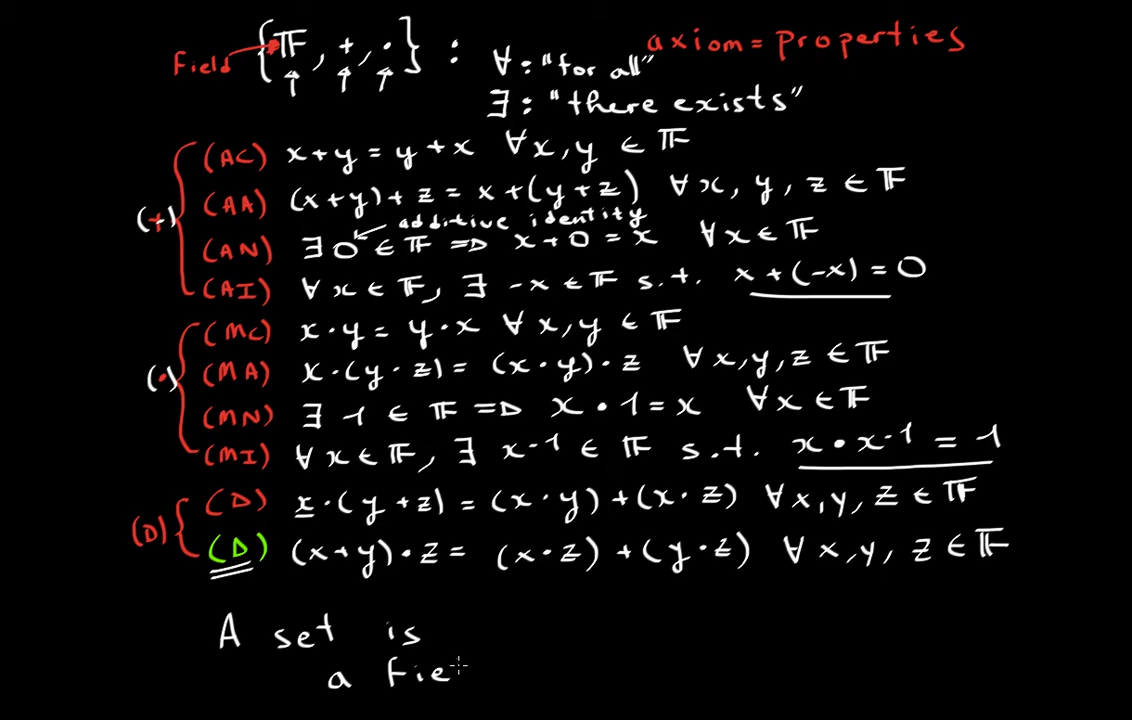 Field {𝔽, +, ·} : ∀ : "for all" axiom = properties
∃ : "there exists"
(AC) x+y = y+x ∀x,y ∈ 𝔽
(+) (AA) (x+y)+z = x+(y+z) ∀x, y, z ∈ 𝔽
additive identity
(AN) ∃ 0 ∈ 𝔽 ⇒ x+0 = x ∀x ∈ 𝔽
(AI) ∀x ∈ 𝔽, ∃ -x ∈ 𝔽 s.t. x+(-x) = 0
(MC) x·y = y·x ∀x,y ∈ 𝔽
(·) (MA) x·(y·z) = (x·y)·z ∀x,y,z ∈ 𝔽
(MN) ∃ 1 ∈ 𝔽 ⇒ x·1 = x ∀x ∈ 𝔽
(MI) ∀x ∈ 𝔽, ∃ x-1 ∈ 𝔽 s.t. x·x-1 = 1
(D) (D) x·(y+z) = (x·y)+(x·z) ∀x,y, z ∈ 𝔽
(D) (x+y)·z = (x·z)+(y·z) ∀x,y, z ∈ 𝔽
A set is
a fie